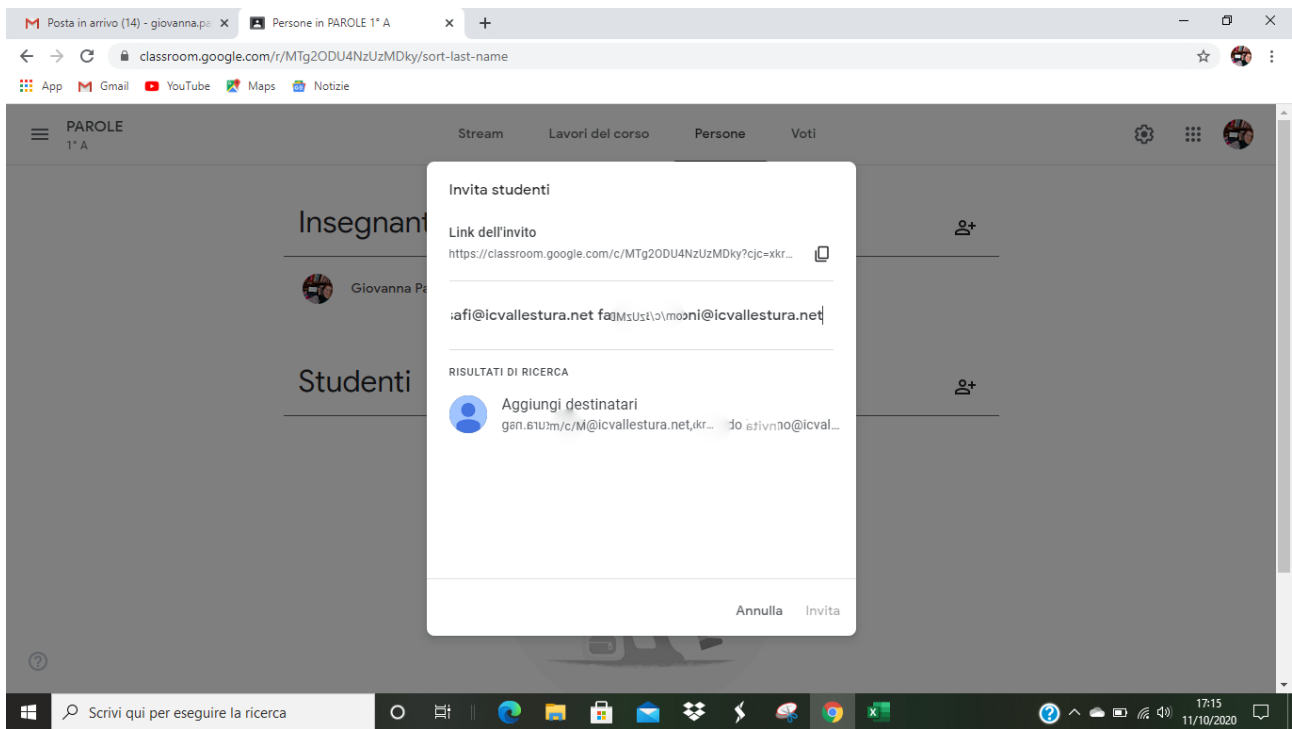 Posta in arrivo (14) - giovanna.pa
Persone in PAROLE 1° A
classroom.google.com/r/MTg2ODU4NzUzMDky/sort-last-name
App Gmail YouTube Maps Notizie
PAROLE
1° A
Stream Lavori del corso Persone Voti
Invita studenti
Insegnant
Link dell'invito
https://classroom.google.com/c/MTg2ODU4NzUzMDky?cjc=xkr...
Giovanna Pa
safi@icvallestura.net
Studenti
RISULTATI DI RICERCA
Aggiungi destinatari
Annulla Invita
Scrivi qui per eseguire la ricerca
17:15
11/10/2020